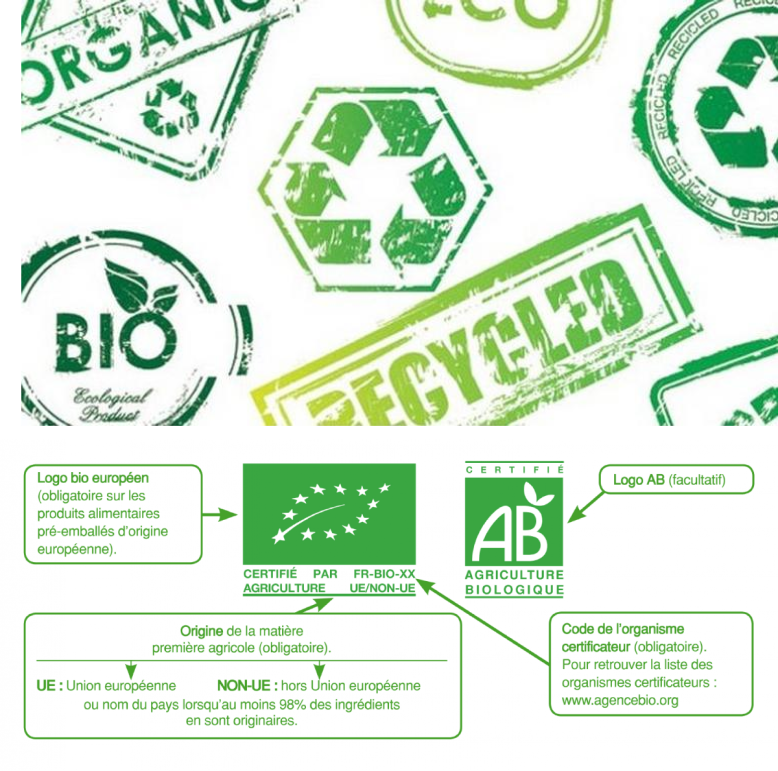 ORGANIC
ECO
RECYCLED
RECICLED
RECYCLED
BIO
Ecological
Product
RECYCLED
Logo bio européen
(obligatoire sur les
produits alimentaires
pré-emballés d'origine
européenne).
CERTIFIÉ PAR FR-BIO-XX
AGRICULTURE UE/NON-UE
CERTIFIÉ
AB
AGRICULTURE
BIOLOGIQUE
Logo AB (facultatif)
Origine de la matière
première agricole (obligatoire).
UE : Union européenne NON-UE : hors Union européenne
ou nom du pays lorsqu'au moins 98% des ingrédients
en sont originaires.
Code de l'organisme
certificateur (obligatoire).
Pour retrouver la liste des
organismes certificateurs :
www.agencebio.org